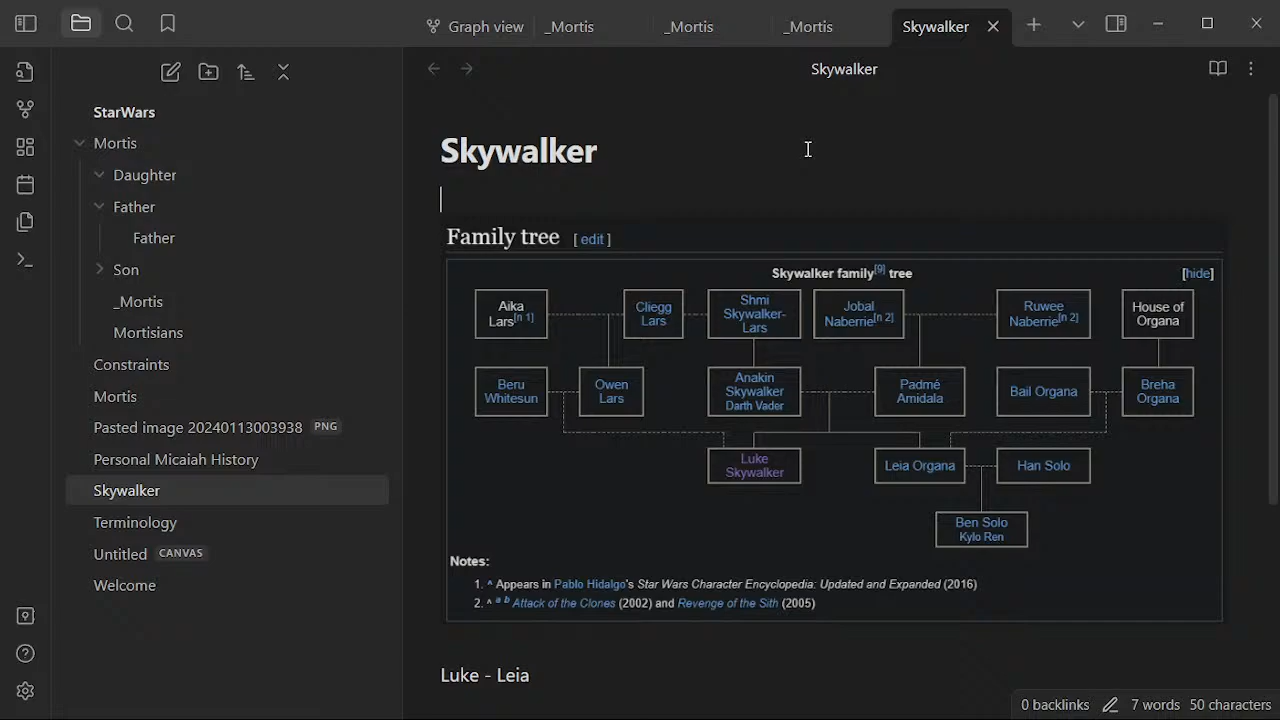 Graph view
_Mortis
_Mortis
_Mortis
Skywalker
StarWars
Mortis
Daughter
Father
Father
Son
_Mortis
Mortisians
Constraints
Mortis
Pasted image 20240113003938 PNG
Personal Micaiah History
Skywalker
Terminology
Untitled CANVAS
Welcome
Skywalker
Skywalker
Family tree [ edit ]
Skywalker family[9] tree [hide]
Aika
Lars[n 1]
Cliegg
Lars
Shmi
Skywalker-
Lars
Jobal
Naberrie[n 2]
Ruwee
Naberrie[n 2]
House of
Organa
Beru
Whitesun
Owen
Lars
Anakin
Skywalker
Darth Vader
Padmé
Amidala
Bail Organa
Breha
Organa
Luke
Skywalker
Leia Organa
Han Solo
Ben Solo
Kylo Ren
Notes:
1. ^ Appears in Pablo Hidalgo's Star Wars Character Encyclopedia: Updated and Expanded (2016)
2. ^ a b Attack of the Clones (2002) and Revenge of the Sith (2005)
Luke - Leia
0 backlinks 7 words 50 characters